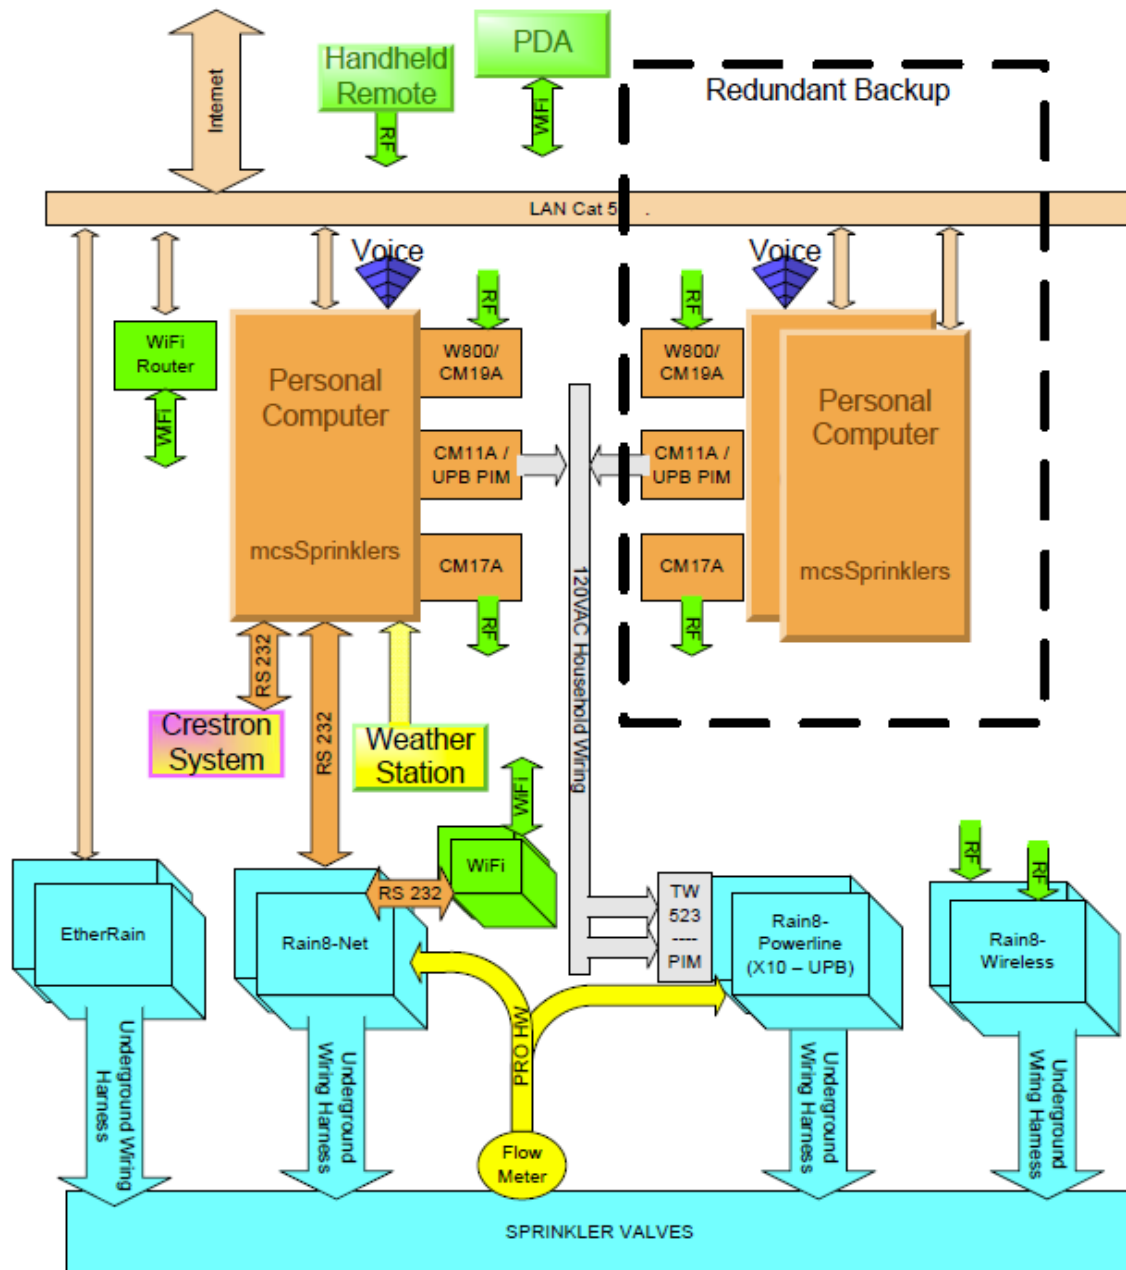 Internet
Handheld
Remote
RF
PDA
WiFi
Redundant Backup
LAN Cat 5 .
Voice
Voice
WiFi
Router
WiFi
Personal
Computer
mcsSprinklers
RF
W800/
CM19A
CM11A /
UPB PIM
CM17A
RF
120VAC Household Wiring
RF
W800/
CM19A
CM11A /
UPB PIM
CM17A
RF
Personal
Computer
mcsSprinklers
RS 232
Crestron
System
RS 232
Weather
Station
WiFi
WiFi
RS 232
EtherRain
Rain8-Net
TW
523
----
PIM
Rain8-
Powerline
(X10 – UPB)
RF
RF
Rain8-
Wireless
Underground Wiring
Harness
Underground
Wiring Harness
PRO HW
Flow
Meter
Underground
Wiring Harness
Underground
Wiring Harness
SPRINKLER VALVES